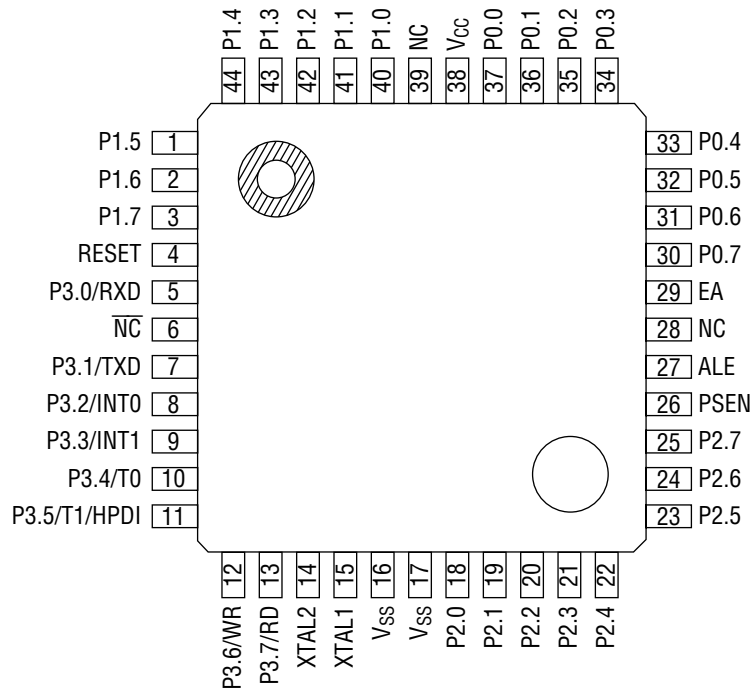 P1.4 P1.3 P1.2 P1.1 P1.0 NC VCC P0.0 P0.1 P0.2 P0.3
44 43 42 41 40 39 38 37 36 35 34
P1.5 1 33 P0.4
P1.6 2 32 P0.5
P1.7 3 31 P0.6
RESET 4 30 P0.7
P3.0/RXD 5 29 EA
NC 6 28 NC
P3.1/TXD 7 27 ALE
P3.2/INT0 8 26 PSEN
P3.3/INT1 9 25 P2.7
P3.4/T0 10 24 P2.6
P3.5/T1/HPDI 11 23 P2.5
12 13 14 15 16 17 18 19 20 21 22
P3.6/WR P3.7/RD XTAL2 XTAL1 VSS VSS P2.0 P2.1 P2.2 P2.3 P2.4